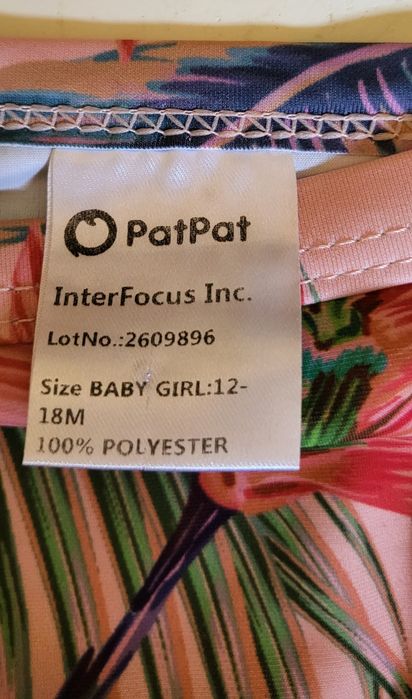 PatPat
InterFocus Inc.
LotNo.:2609896
Size BABY GIRL:12-
18M
100% POLYESTER